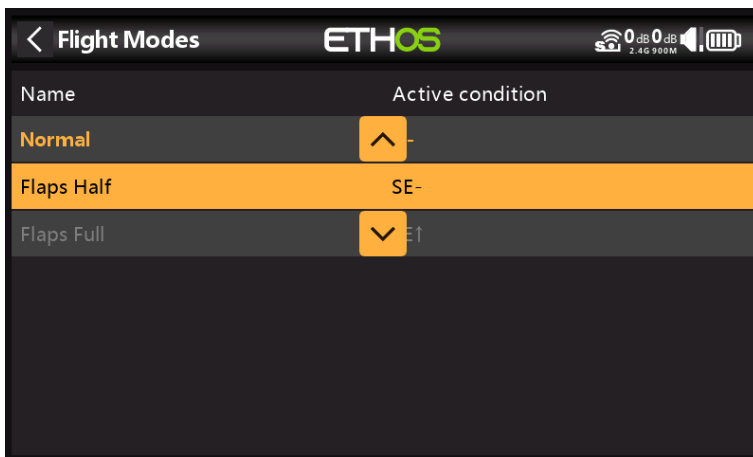 Flight Modes ETHOS 0dB 0dB
2.4G 900M
Name Active condition
Normal -
Flaps Half SE-
Flaps Full E↑